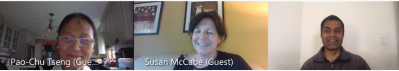 Pao-Chu Tseng (Gue...
Susan McCabe (Guest)